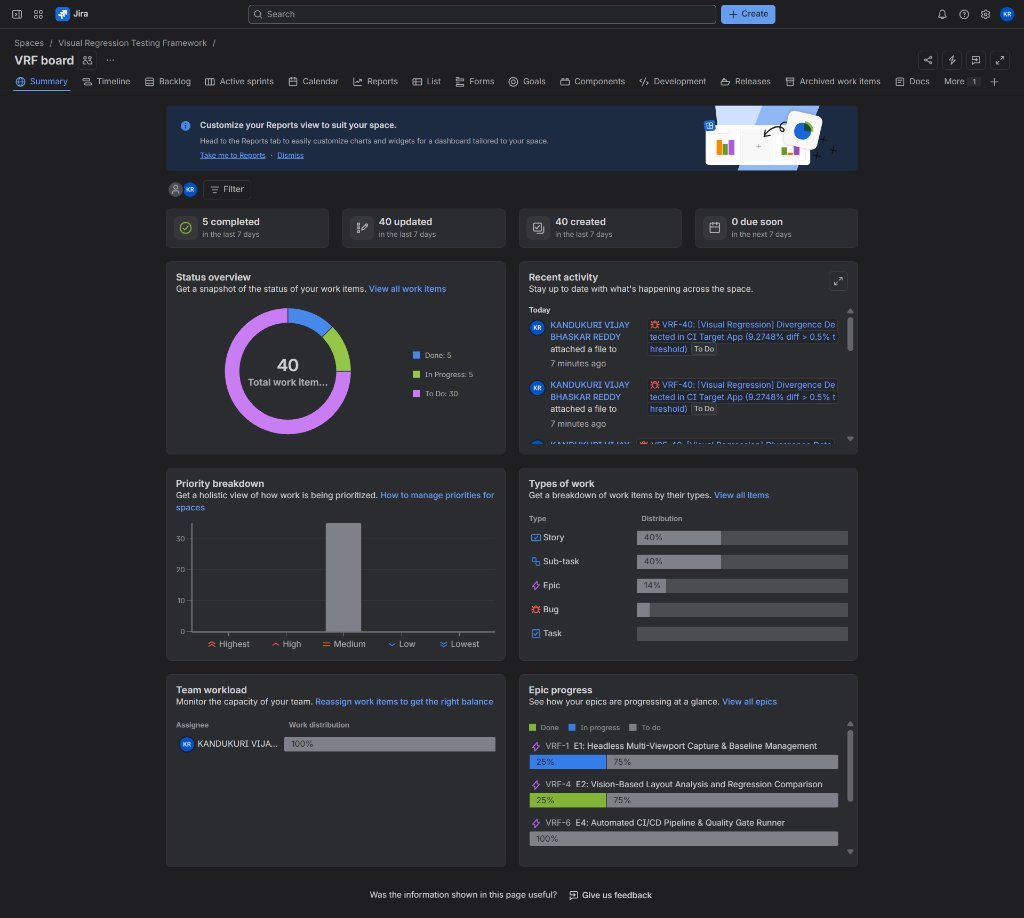 Jira
Search
+ Create
KR
Spaces / Visual Regression Testing Framework /
VRF board
Summary
Timeline
Backlog
Active sprints
Calendar
Reports
List
Forms
Goals
Components
Development
Releases
Archived work items
Docs
More 1
Customize your Reports view to suit your space.
Head to the Reports tab to easily customize charts and widgets for a dashboard tailored to your space.
Take me to Reports · Dismiss
KR
Filter
5 completed
in the last 7 days
40 updated
in the last 7 days
40 created
in the last 7 days
0 due soon
in the next 7 days
Status overview
Get a snapshot of the status of your work items. View all work items
40
Total work item...
Done: 5
In Progress: 5
To Do: 30
Recent activity
Stay up to date with what's happening across the space.
Today
KR
KANDUKURI VIJAY
BHASKAR REDDY
attached a file to
7 minutes ago
VRF-40: [Visual Regression] Divergence De
tected in CI Target App (9.2748% diff > 0.5% t
hreshold) To Do
KR
KANDUKURI VIJAY
BHASKAR REDDY
attached a file to
7 minutes ago
VRF-40: [Visual Regression] Divergence De
tected in CI Target App (9.2748% diff > 0.5% t
hreshold) To Do
KANDUKURI VIJAY
VRF-40: [Visual Regression] Divergence Dete
Priority breakdown
Get a holistic view of how work is being prioritized. How to manage priorities for
spaces
30
20
10
0
Highest
High
Medium
Low
Lowest
Types of work
Get a breakdown of work items by their types. View all items
Type
Distribution
Story
40%
Sub-task
40%
Epic
14%
Bug
Task
Team workload
Monitor the capacity of your team. Reassign work items to get the right balance
Assignee
Work distribution
KR
KANDUKURI VIJA...
100%
Epic progress
See how your epics are progressing at a glance. View all epics
Done
In progress
To do
VRF-1 E1: Headless Multi-Viewport Capture & Baseline Management
25%
75%
VRF-4 E2: Vision-Based Layout Analysis and Regression Comparison
25%
75%
VRF-6 E4: Automated CI/CD Pipeline & Quality Gate Runner
100%
Was the information shown in this page useful?
Give us feedback